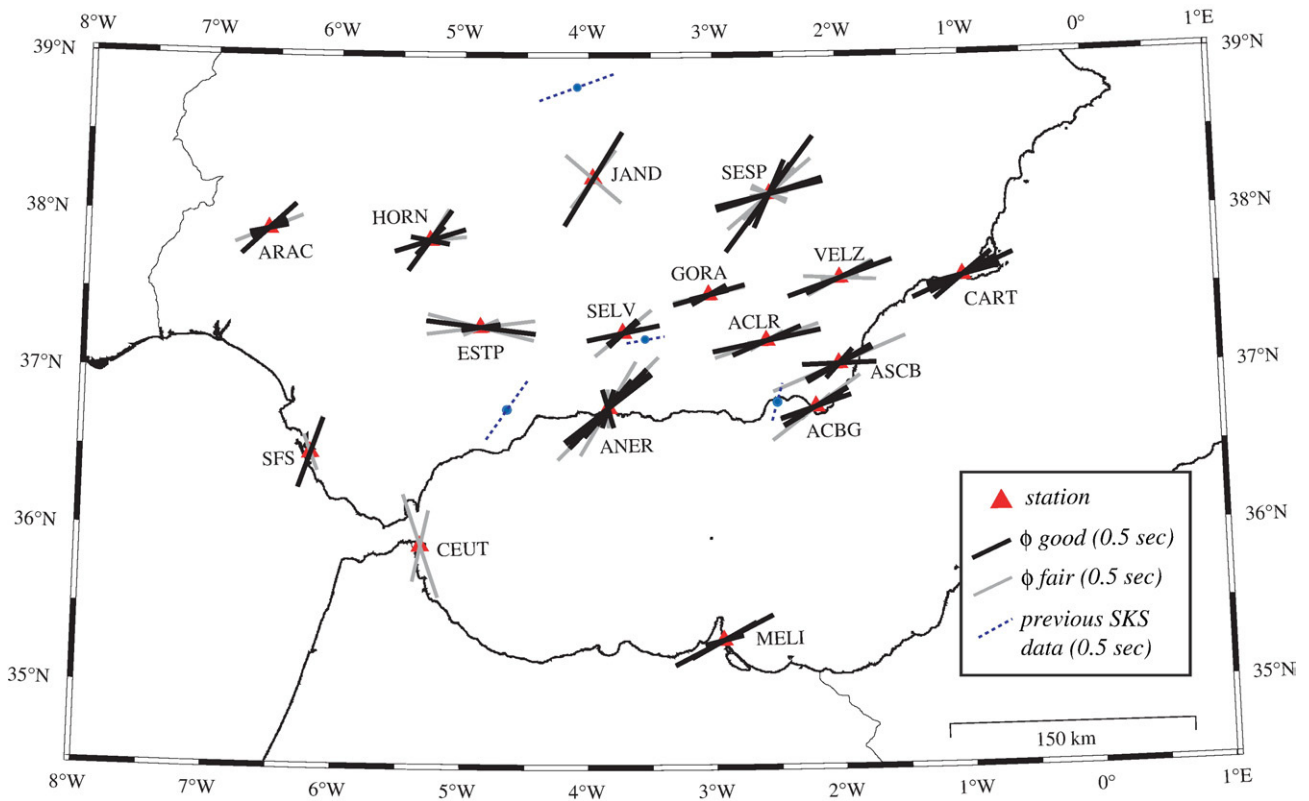 8°W 7°W 6°W 5°W 4°W 3°W 2°W 1°W 0° 1°E
39°N 39°N
JAND SESP
38°N 38°N
HORN
ARAC
VELZ
GORA
CART
SELV ACLR
ESTP
37°N 37°N
ASCB
ACBG
ANER
SFS
station
36°N 36°N
CEUT
ϕ good (0.5 sec)
ϕ fair (0.5 sec)
previous SKS
data (0.5 sec)
MELI
35°N 35°N
150 km
8°W 7°W 6°W 5°W 4°W 3°W 2°W 1°W 0° 1°E